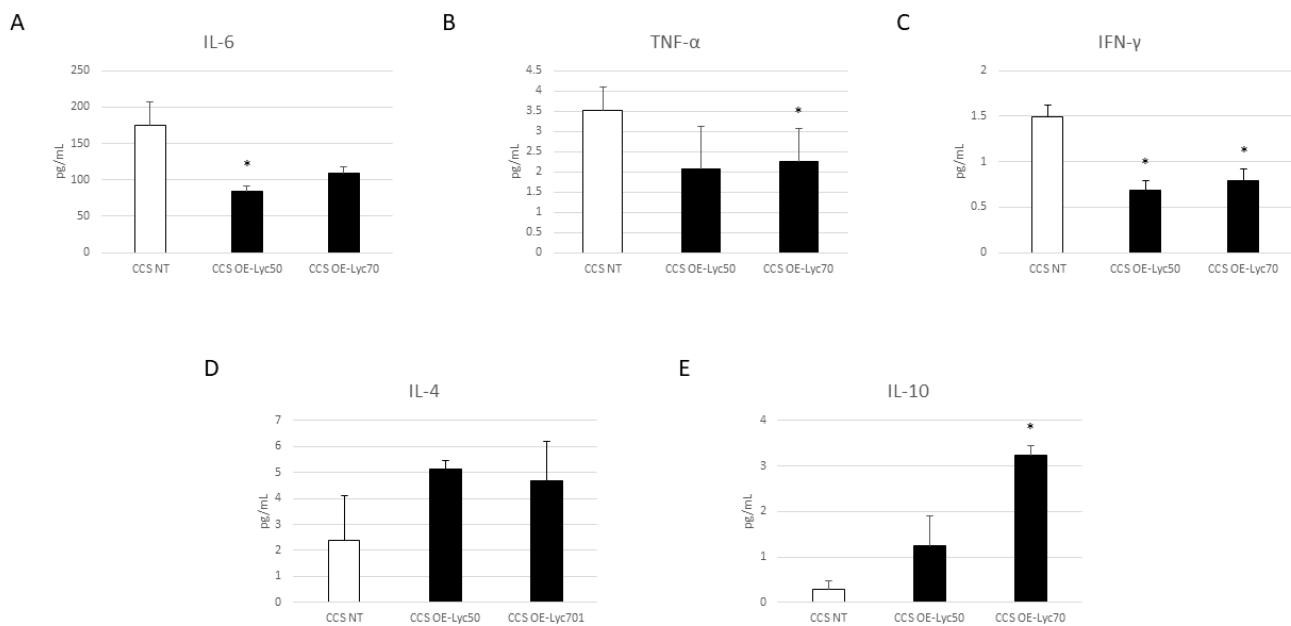 A
IL-6
250
200
150
100
50
0
pg/mL
*
CCS NT
CCS OE-Lyc50
CCS OE-Lyc70
B
TNF-α
4.5
4
3.5
3
2.5
2
1.5
1
0.5
0
pg/mL
*
CCS NT
CCS OE-Lyc50
CCS OE-Lyc70
C
IFN-γ
2
1.5
1
0.5
0
pg/mL
*
*
CCS NT
CCS OE-Lyc50
CCS OE-Lyc70
D
IL-4
7
6
5
4
3
2
1
0
pg/mL
CCS NT
CCS OE-Lyc50
CCS OE-Lyc701
E
IL-10
4
3
2
1
0
pg/mL
*
CCS NT
CCS OE-Lyc50
CCS OE-Lyc70